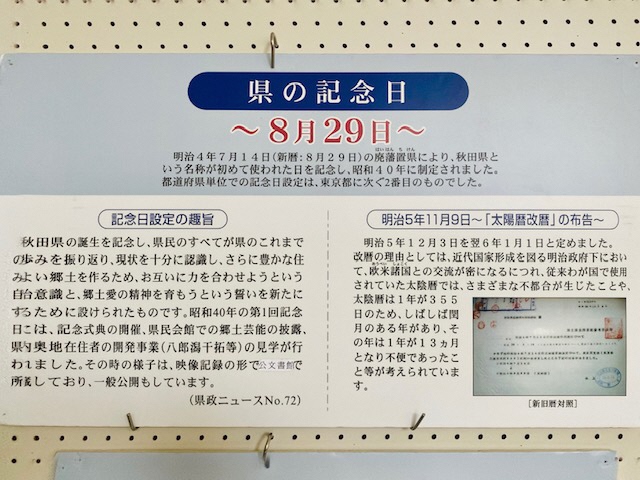 県の記念日
～8月29日～
明治4年7月14日(新暦:8月29日)の廃藩置県により、秋田県と
はいはんちけん
いう名称が初めて使われた日を記念し、昭和40年に制定されました。
都道府県単位での記念日設定は、東京都に次ぐ2番目のものでした。
記念日設定の趣旨
秋田県の誕生を記念し、県民のすべてが県のこれまで
の歩みを振り返り、現状を十分に認識し、さらに豊かな住
みよい郷土を作るため、お互いに力を合わせようという
自治意識と、郷土愛の精神を育もうという誓いを新たに
するために設けられたものです。昭和40年の第1回記念
日には、記念式典の開催、県民会館での郷土芸能の披露、
県内奥地在住者の開発事業(八郎潟干拓等)の見学が行
われました。その時の様子は、映像記録の形で公文書館で
所蔵しており、一般公開もしています。
(県政ニュースNo.72)
明治5年11月9日～「太陽暦改暦」の布告～
明治5年12月3日を翌6年1月1日と定めました。
改暦の理由としては、近代国家形成を図る明治政府下にお
いて、欧米諸国との交流が密になるにつれ、従来わが国で使
用されていた太陰暦では、さまざまな不都合が生じたことや、
太陰暦は1年が355
日のため、しばしば閏
月のある年があり、そ
の年は1年が13ヵ月
となり不便であったこ
と等が考えられていま
す。
[新旧暦対照]